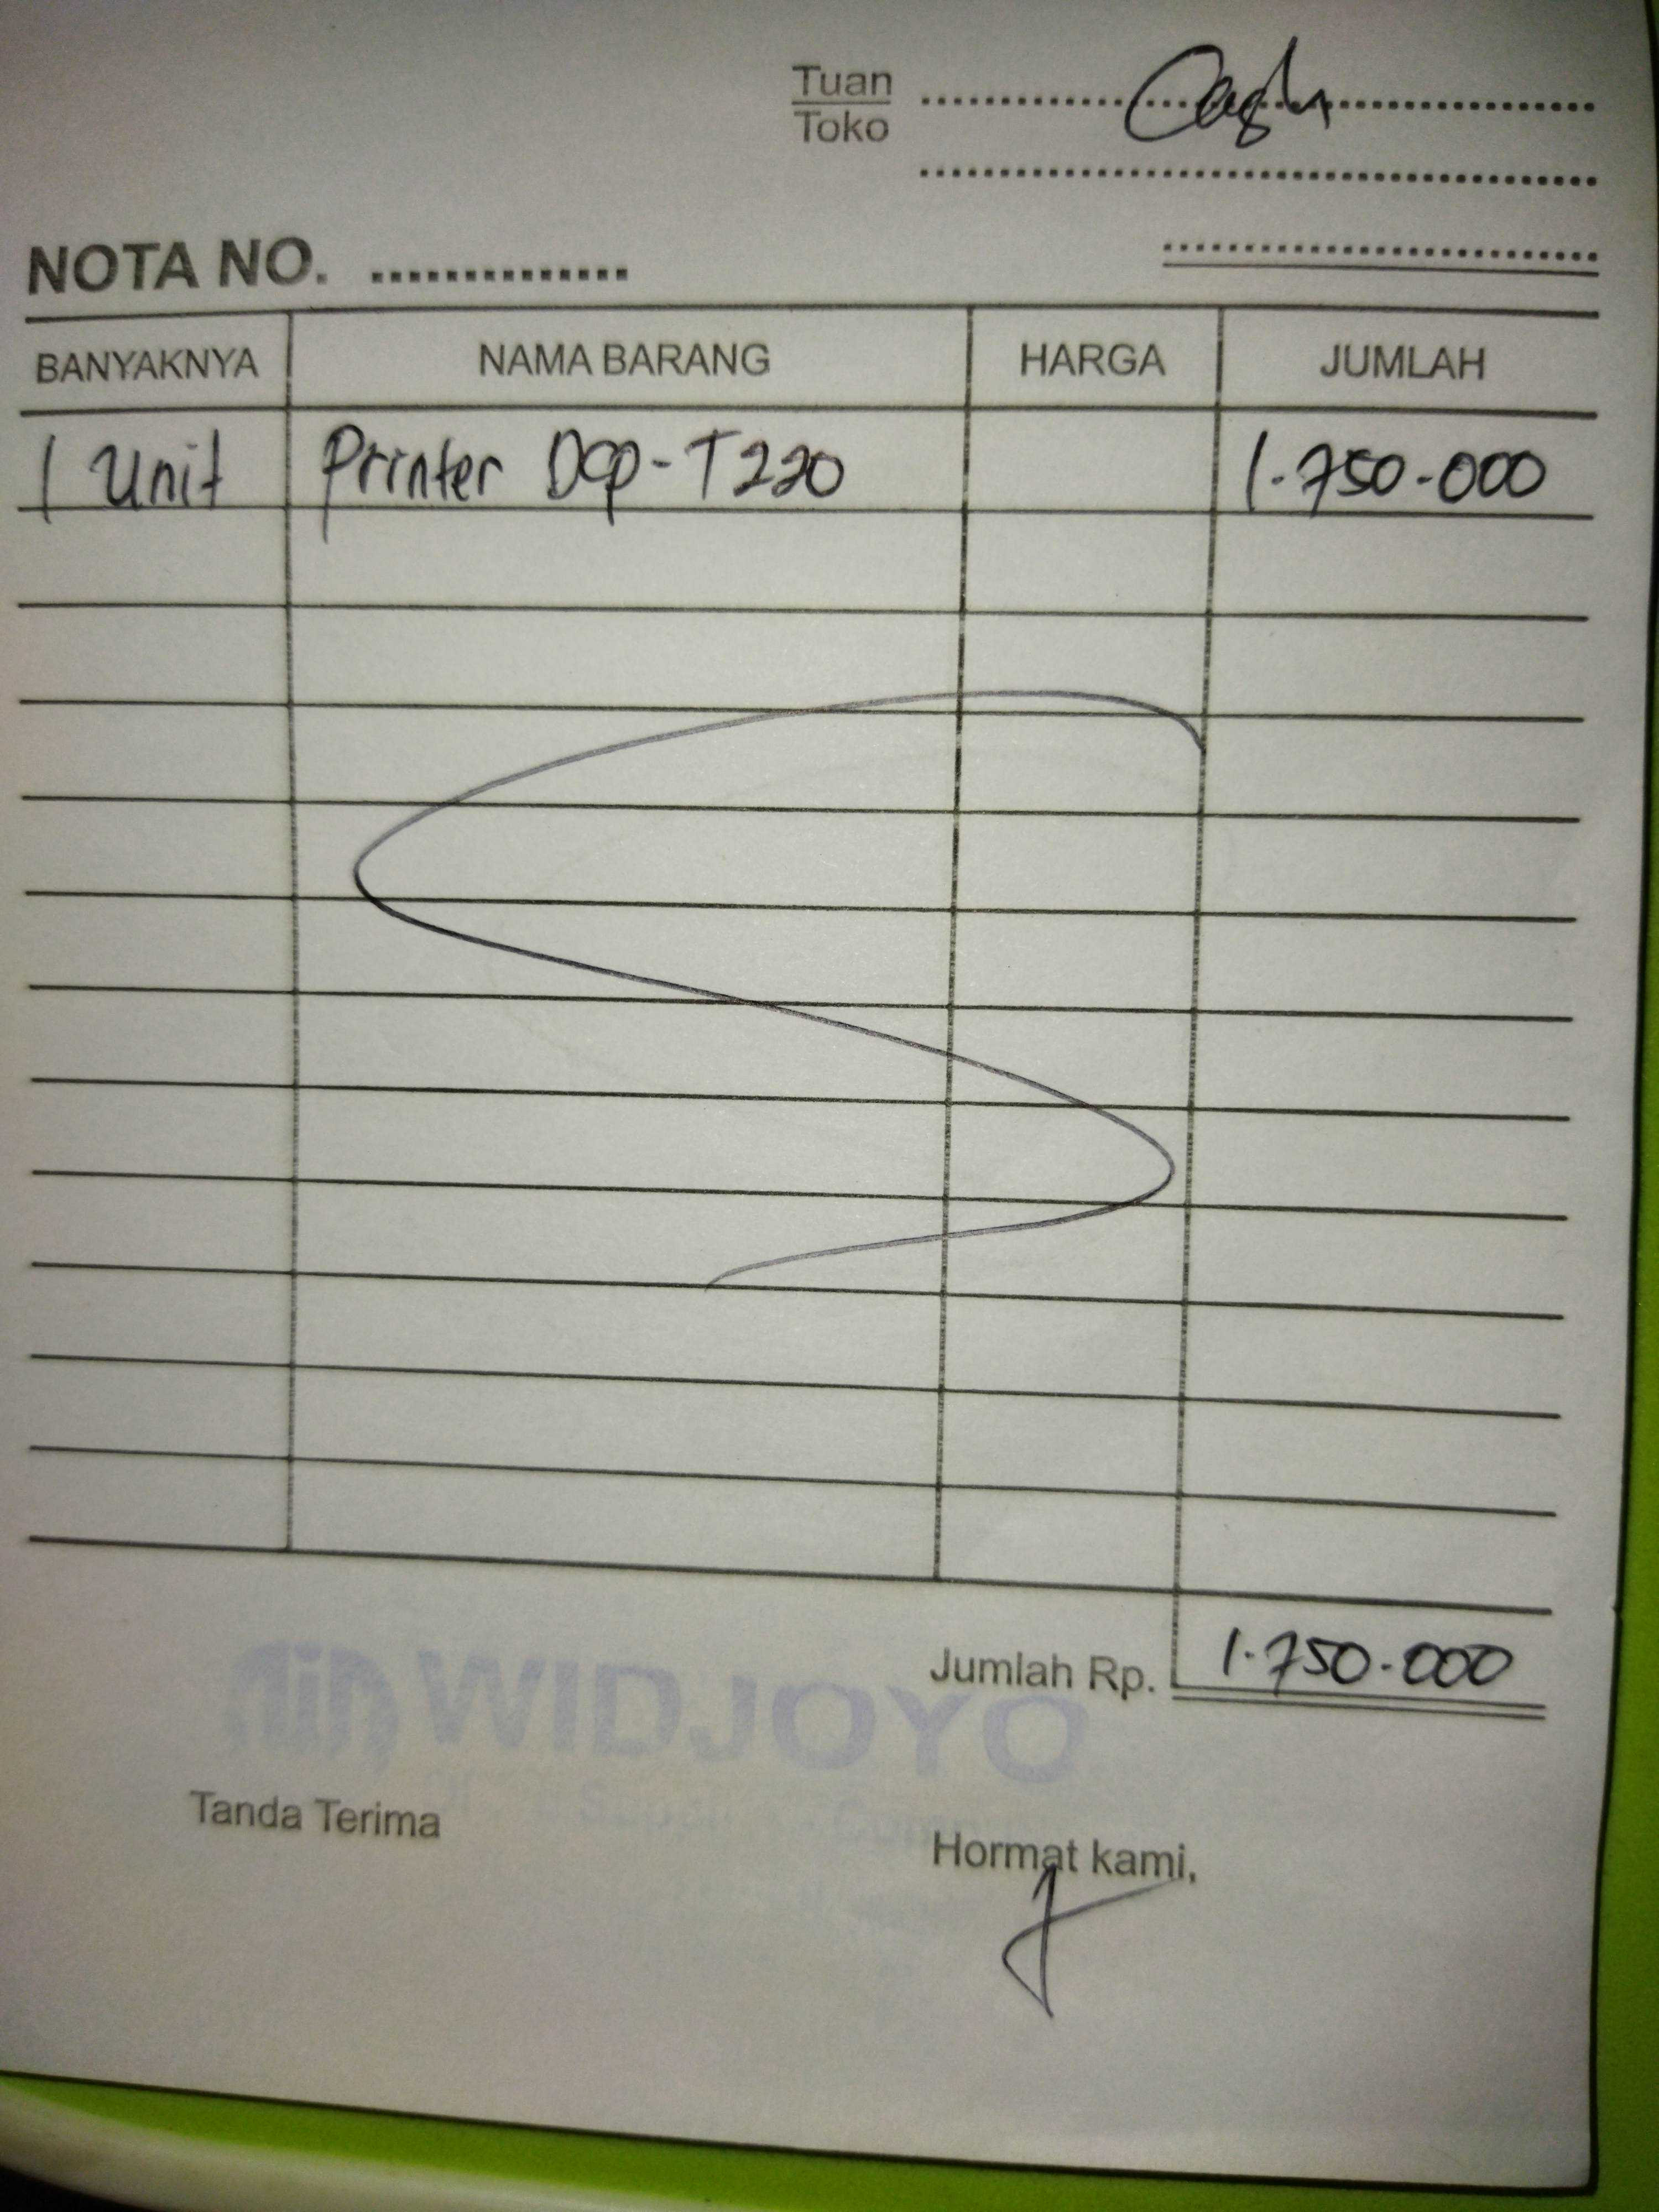 Tuan Cash
Toko
NOTA NO. ..............
BANYAKNYA NAMA BARANG HARGA JUMLAH
1 Unit Printer Dcp-T220 1.750.000
Jumlah Rp. 1.750.000
WIDJOYO
Tanda Terima
Hormat kami,